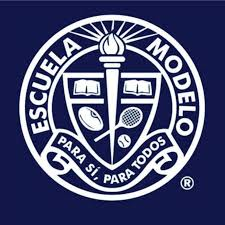 ESCUELA MODELO
PARA SÍ, PARA TODOS
®